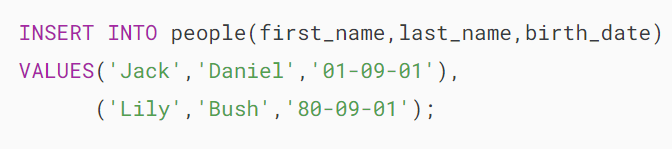 INSERT INTO people(first_name,last_name,birth_date)
VALUES('Jack','Daniel','01-09-01'),
('Lily','Bush','80-09-01');